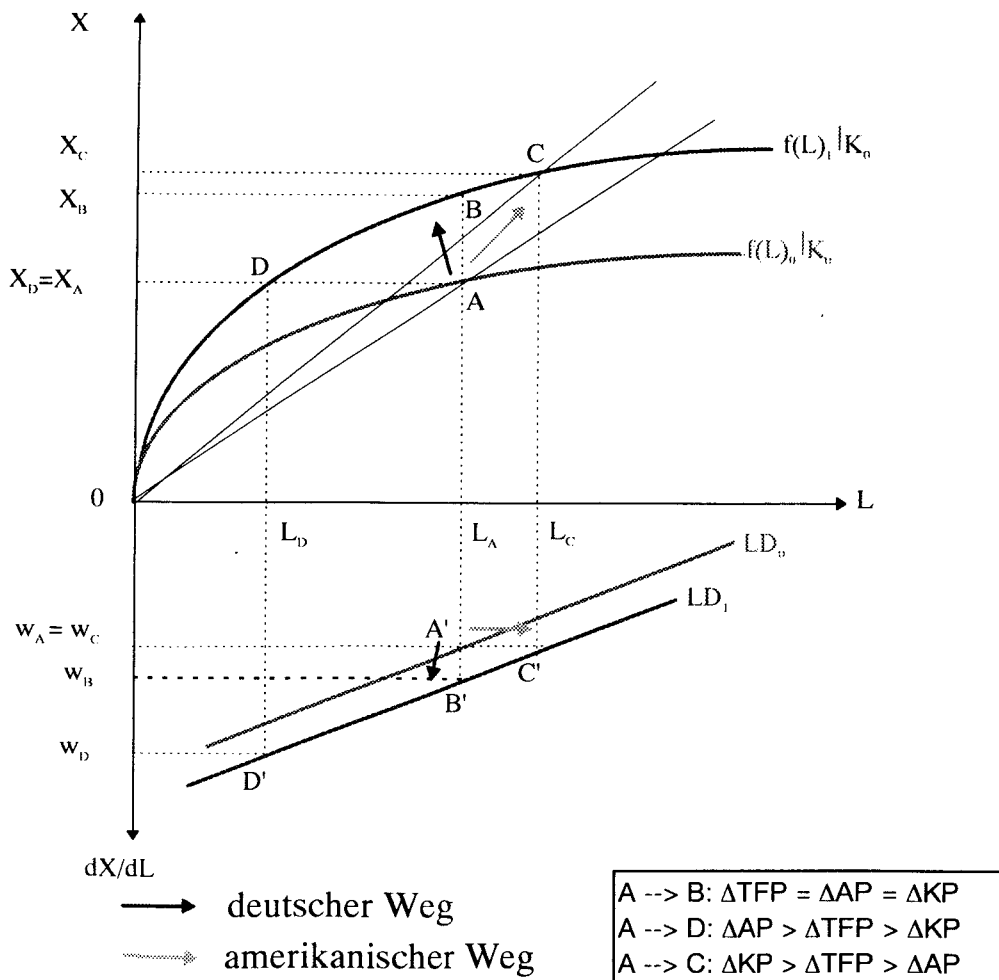 X
X_C
C
f(L)_1|K_0
X_B
B
f(L)_0|K_0
D
X_D=X_A
A
0
L
L_D
L_A
L_C
LD_0
LD_1
w_A = w_C
A'
w_B
C'
B'
w_D
D'
dX/dL
deutscher Weg
amerikanischer Weg
A --> B: ΔTFP = ΔAP = ΔKP
A --> D: ΔAP > ΔTFP > ΔKP
A --> C: ΔKP > ΔTFP > ΔAP